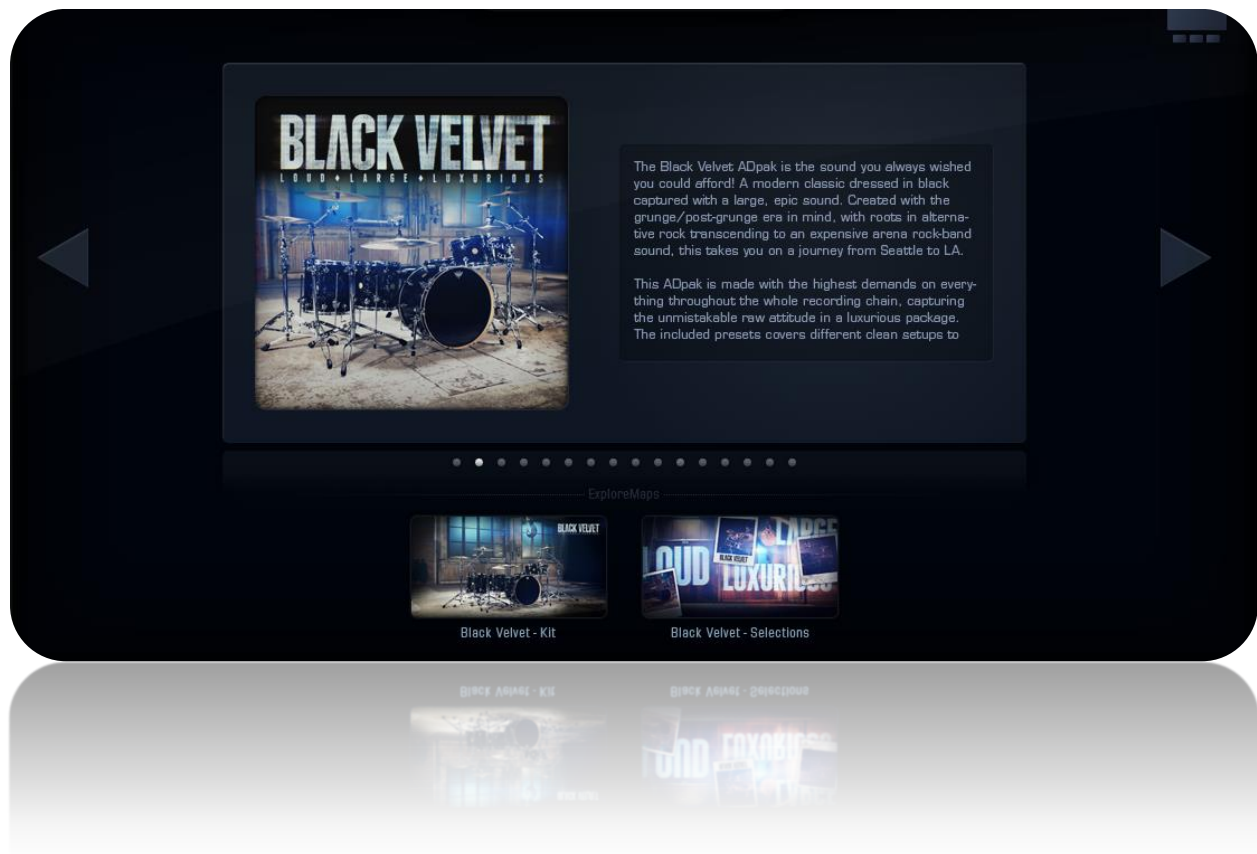 BLACK VELVET
LOUD ♦ LARGE ♦ LUXURIOUS
The Black Velvet ADpak is the sound you always wished
you could afford! A modern classic dressed in black
captured with a large, epic sound. Created with the
grunge/post-grunge era in mind, with roots in alterna-
tive rock transcending to an expensive arena rock-band
sound, this takes you on a journey from Seattle to LA.
This ADpak is made with the highest demands on every-
thing throughout the whole recording chain, capturing
the unmistakable raw attitude in a luxurious package.
The included presets covers different clean setups to
ExploreMaps
BLACK VELVET
LARGE
LOUD
BLACK VELVET
LUXURIOUS
Black Velvet - Kit
Black Velvet - Selections